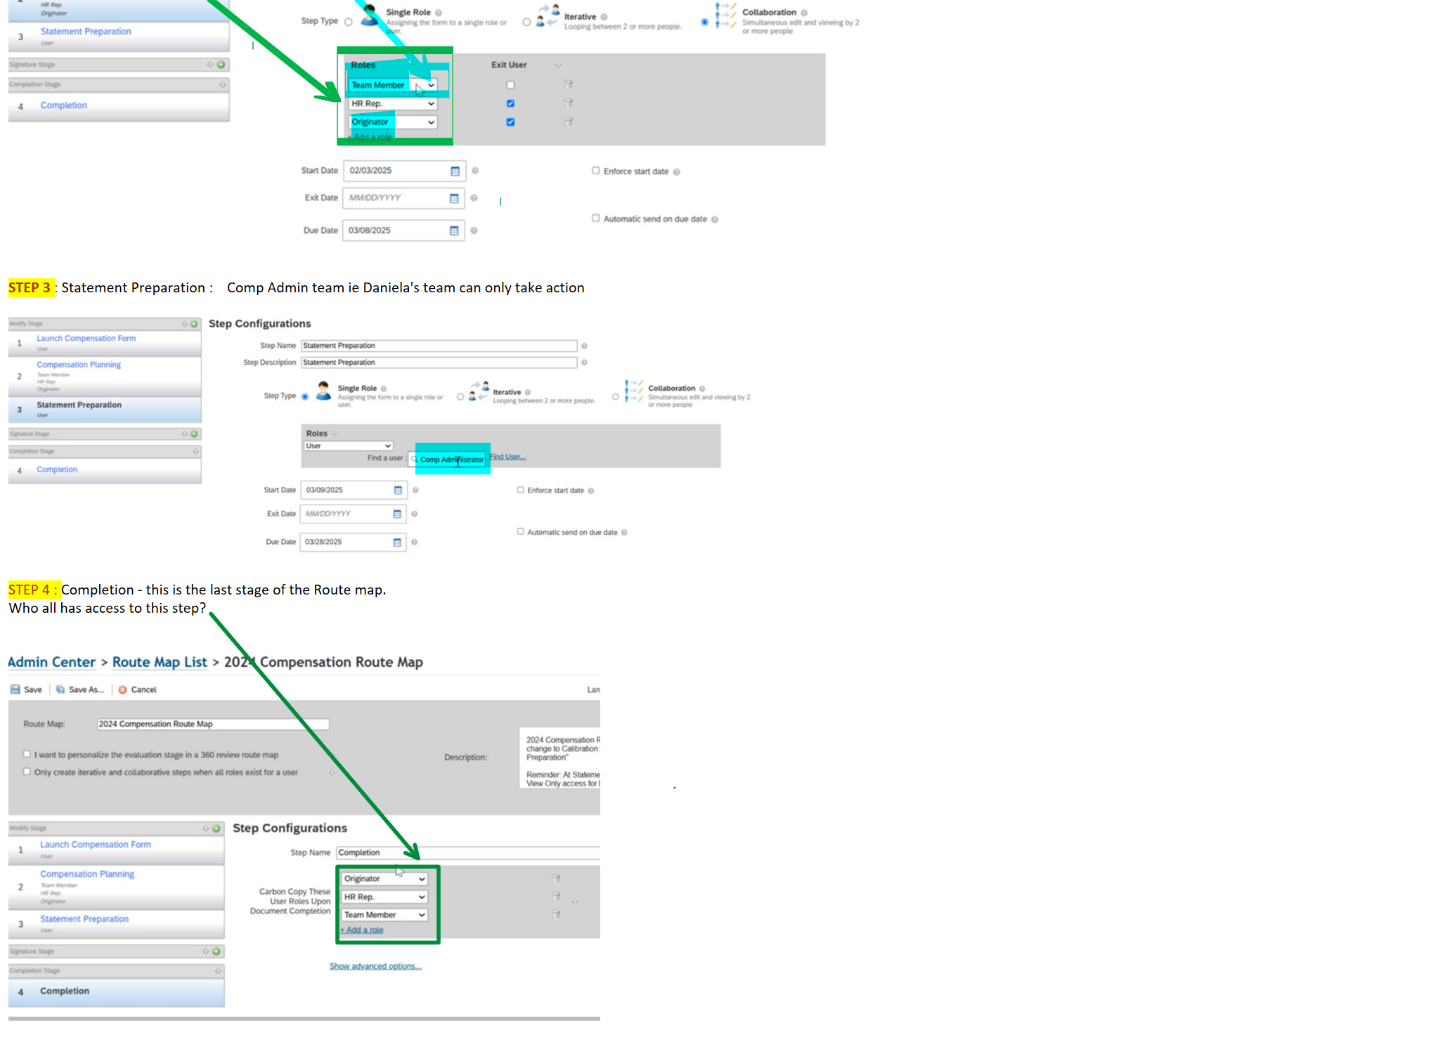 HR Rep.
Originator
3 Statement Preparation
User
Signature Stage
Completion Stage
4 Completion
Step Type
Single Role
Assigning the form to a single role or
user.
Iterative
Looping between 2 or more people.
Collaboration
Simultaneous edit and viewing by 2
or more people
Roles Exit User
Team Member
HR Rep.
Originator
+ Add a role
Start Date 02/03/2025 Enforce start date
Exit Date MM/DD/YYYY
Automatic send on due date
Due Date 03/08/2025
STEP 3 : Statement Preparation : Comp Admin team ie Daniela's team can only take action
Modify Stage
1 Launch Compensation Form
User
2 Compensation Planning
Team Member
HR Rep.
Originator
3 Statement Preparation
User
Signature Stage
Completion Stage
4 Completion
Step Configurations
Step Name Statement Preparation
Step Description Statement Preparation
Step Type
Single Role
Assigning the form to a single role or
user.
Iterative
Looping between 2 or more people.
Collaboration
Simultaneous edit and viewing by 2
or more people
Roles
User
Find a user : Comp Administrator Find User...
Start Date 03/09/2025 Enforce start date
Exit Date MM/DD/YYYY
Automatic send on due date
Due Date 03/28/2025
STEP 4 : Completion - this is the last stage of the Route map.
Who all has access to this step?
Admin Center > Route Map List > 2024 Compensation Route Map
Save Save As... Cancel Lan
Route Map: 2024 Compensation Route Map
I want to personalize the evaluation stage in a 360 review route map
Only create iterative and collaborative steps when all roles exist for a user
Description:
2024 Compensation R
change to Calibration
Preparation"
Reminder: At Stateme
View Only access for
Modify Stage
1 Launch Compensation Form
User
2 Compensation Planning
Team Member
HR Rep.
Originator
3 Statement Preparation
User
Signature Stage
Completion Stage
4 Completion
Step Configurations
Step Name Completion
Carbon Copy These
User Roles Upon
Document Completion
Originator
HR Rep.
Team Member
+ Add a role
Show advanced options...